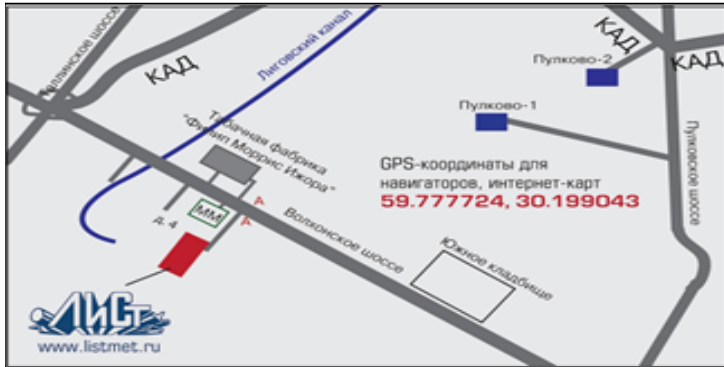 Таллинское шоссе
КАД
Лиговский канал
КАД
КАД
Пулково-2
Пулково-1
Пулковское шоссе
Табачная фабрика
"Филип Моррис Ижора"
GPS-координаты для
навигаторов, интернет-карт
59.777724, 30.199043
ММ
А
А
д. 4
Волхонское шоссе
Южное кладбище
ЛИСт
www.listmet.ru